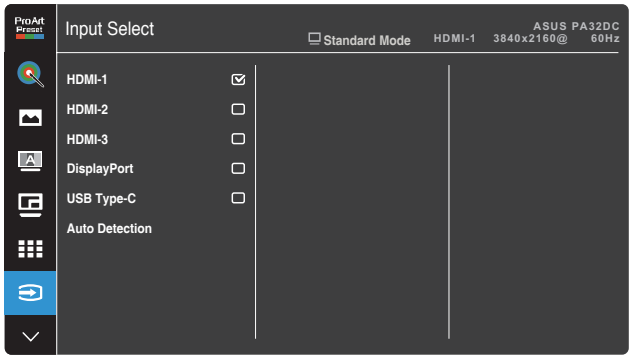 ProArt
Preset
Input Select
Standard Mode
HDMI-1
ASUS PA32DC
3840x2160@ 60Hz
A
HDMI-1
HDMI-2
HDMI-3
DisplayPort
USB Type-C
Auto Detection